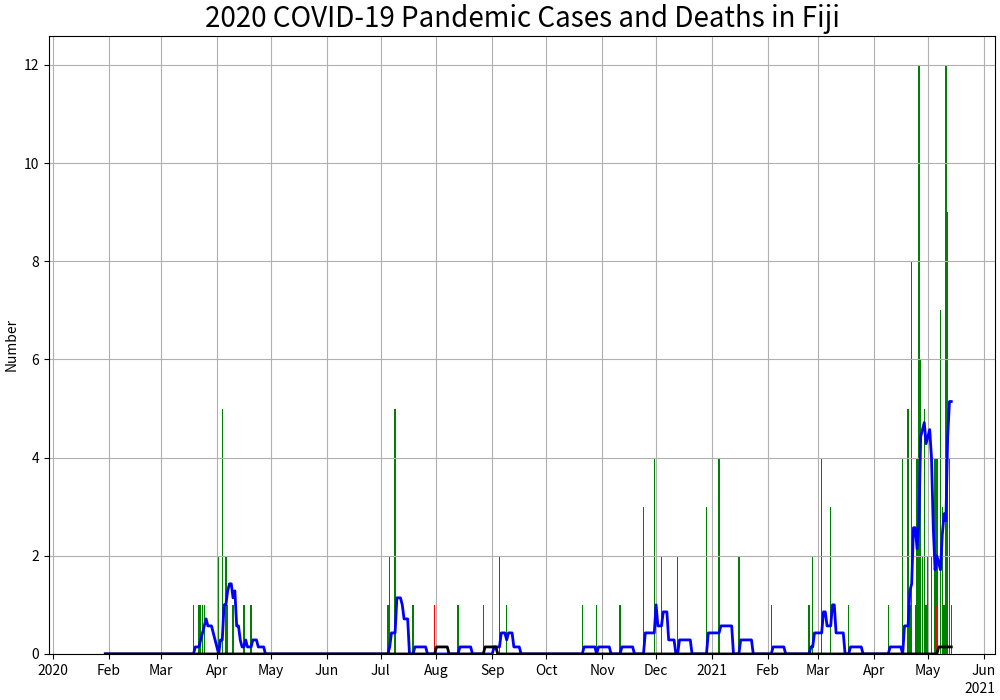 2020 COVID-19 Pandemic Cases and Deaths in Fiji
Number
12
10
8
6
4
2
0
2020 Feb Mar Apr May Jun Jul Aug Sep Oct Nov Dec 2021 Feb Mar Apr May Jun
2021